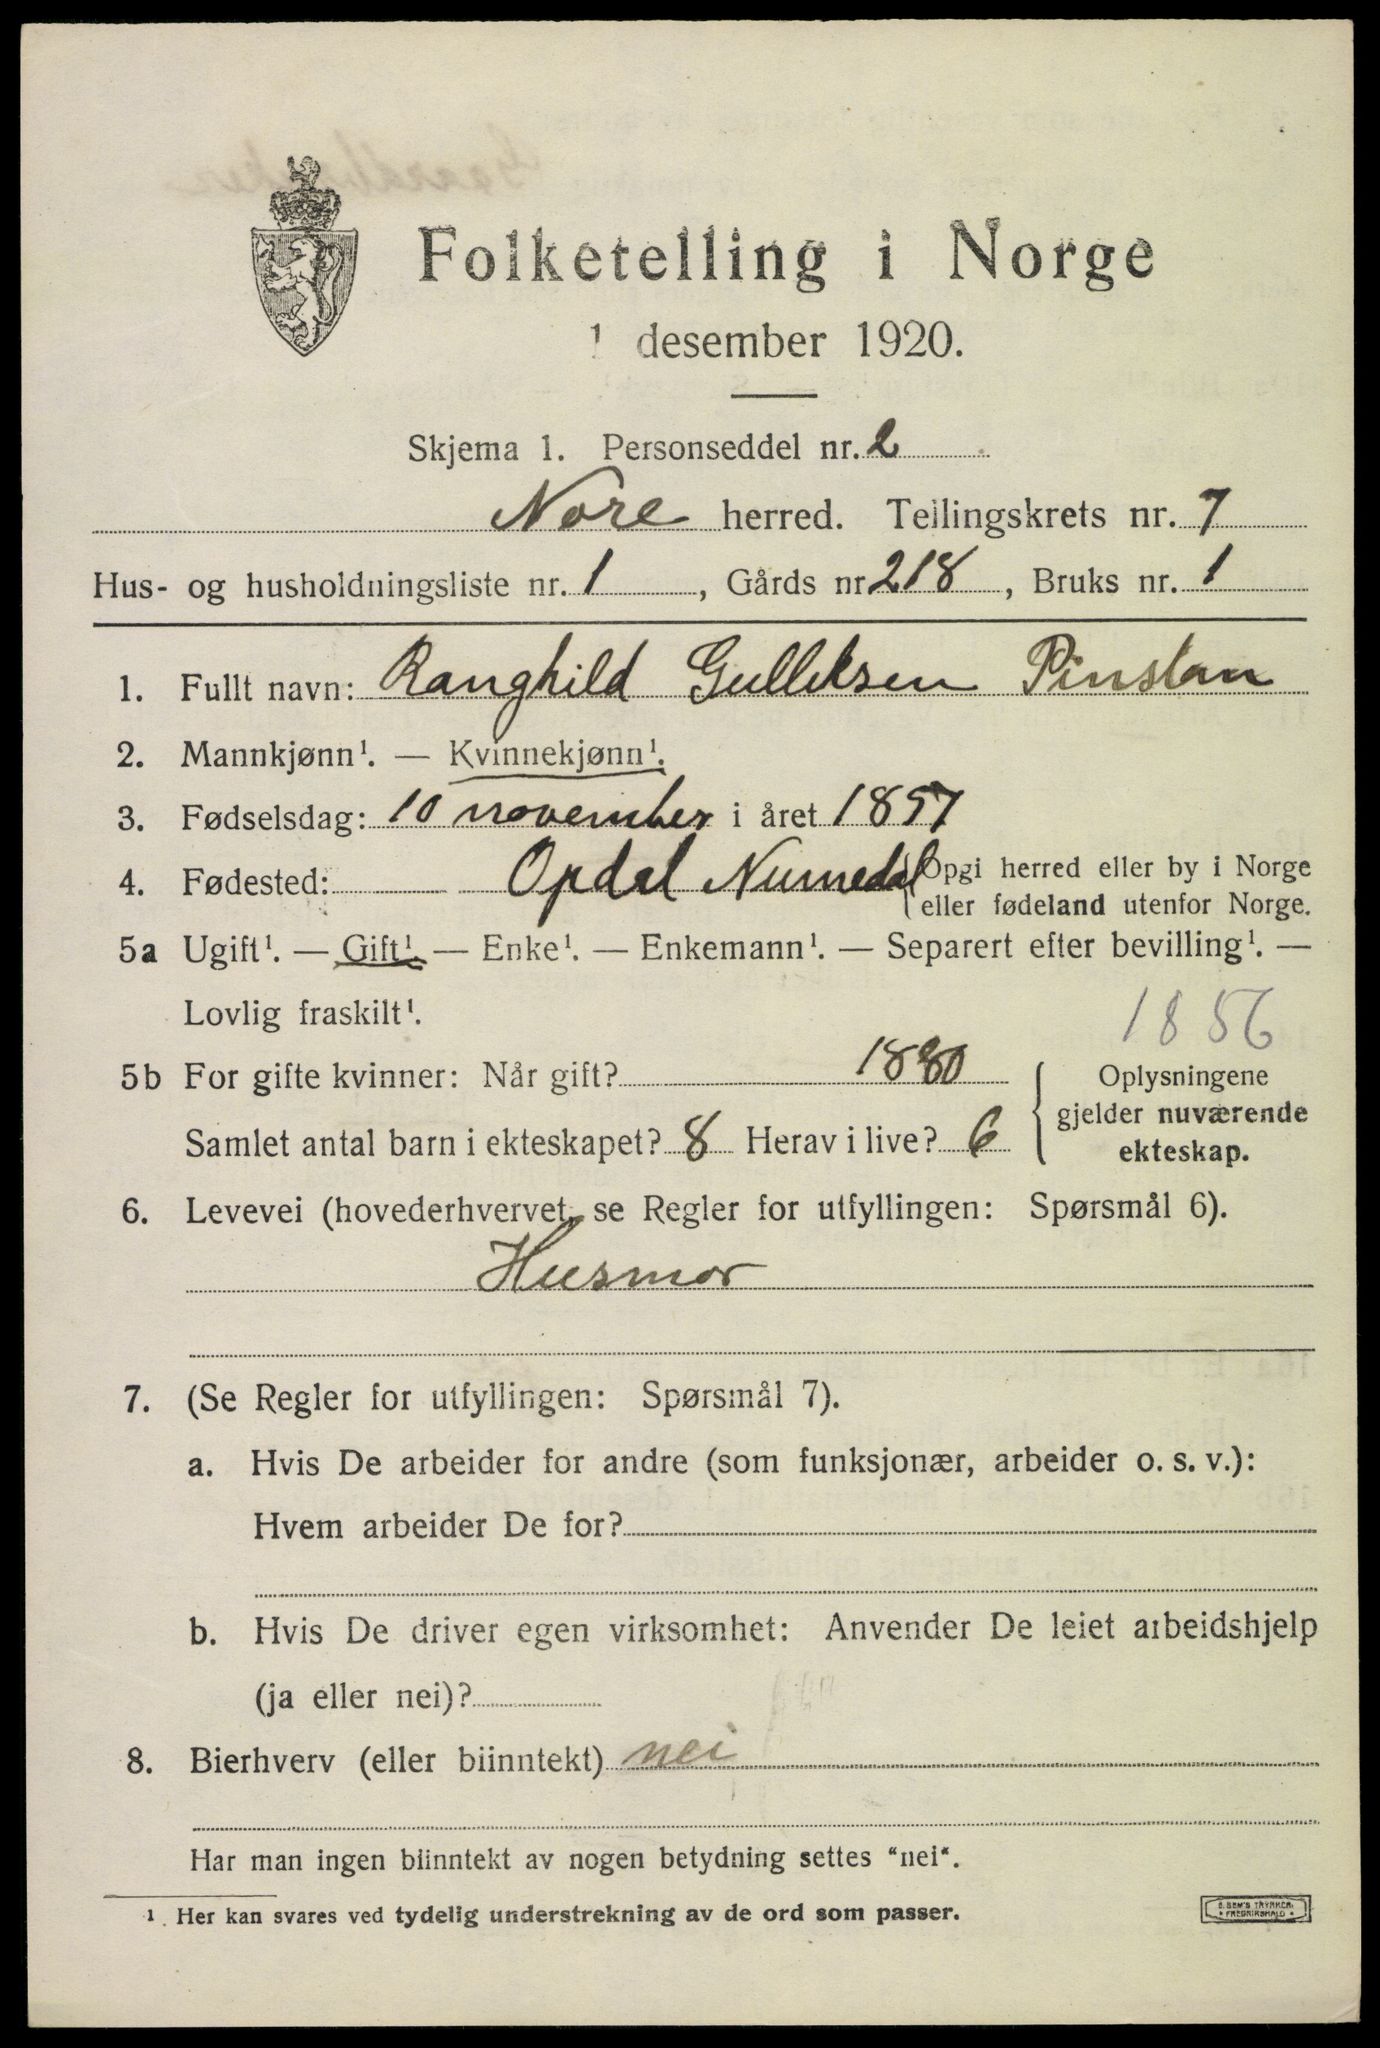 Folketelling i Norge
1 desember 1920.
Skjema 1. Personseddel nr. 2
Nore herred. Tellingskrets nr. 7
Hus- og husholdningsliste nr. 1, Gårds nr 218, Bruks nr. 1
1. Fullt navn: Ranghild Gulliksen Pinstan
2. Mannkjønn¹. — Kvinnekjønn¹.
3. Fødselsdag: 10 november i året 1857
4. Fødested: Opdal Numedal { Opgi herred eller by i Norge
eller fødeland utenfor Norge.
5a Ugift¹. — Gift¹. — Enke¹. — Enkemann¹. — Separert efter bevilling¹. —
Lovlig fraskilt¹.
1856
5b For gifte kvinner: Når gift? 1880
Samlet antal barn i ekteskapet? 8 Herav i live? 6
Oplysningene
gjelder nuværende
ekteskap.
6. Levevei (hovederhvervet, se Regler for utfyllingen: Spørsmål 6).
Husmor
7. (Se Regler for utfyllingen: Spørsmål 7).
a. Hvis De arbeider for andre (som funksjonær, arbeider o. s. v.):
Hvem arbeider De for?
b. Hvis De driver egen virksomhet: Anvender De leiet arbeidshjelp
(ja eller nei)?
8. Bierhverv (eller biinntekt) nei
Har man ingen biinntekt av nogen betydning settes “nei“.
¹ Her kan svares ved tydelig understrekning av de ord som passer.